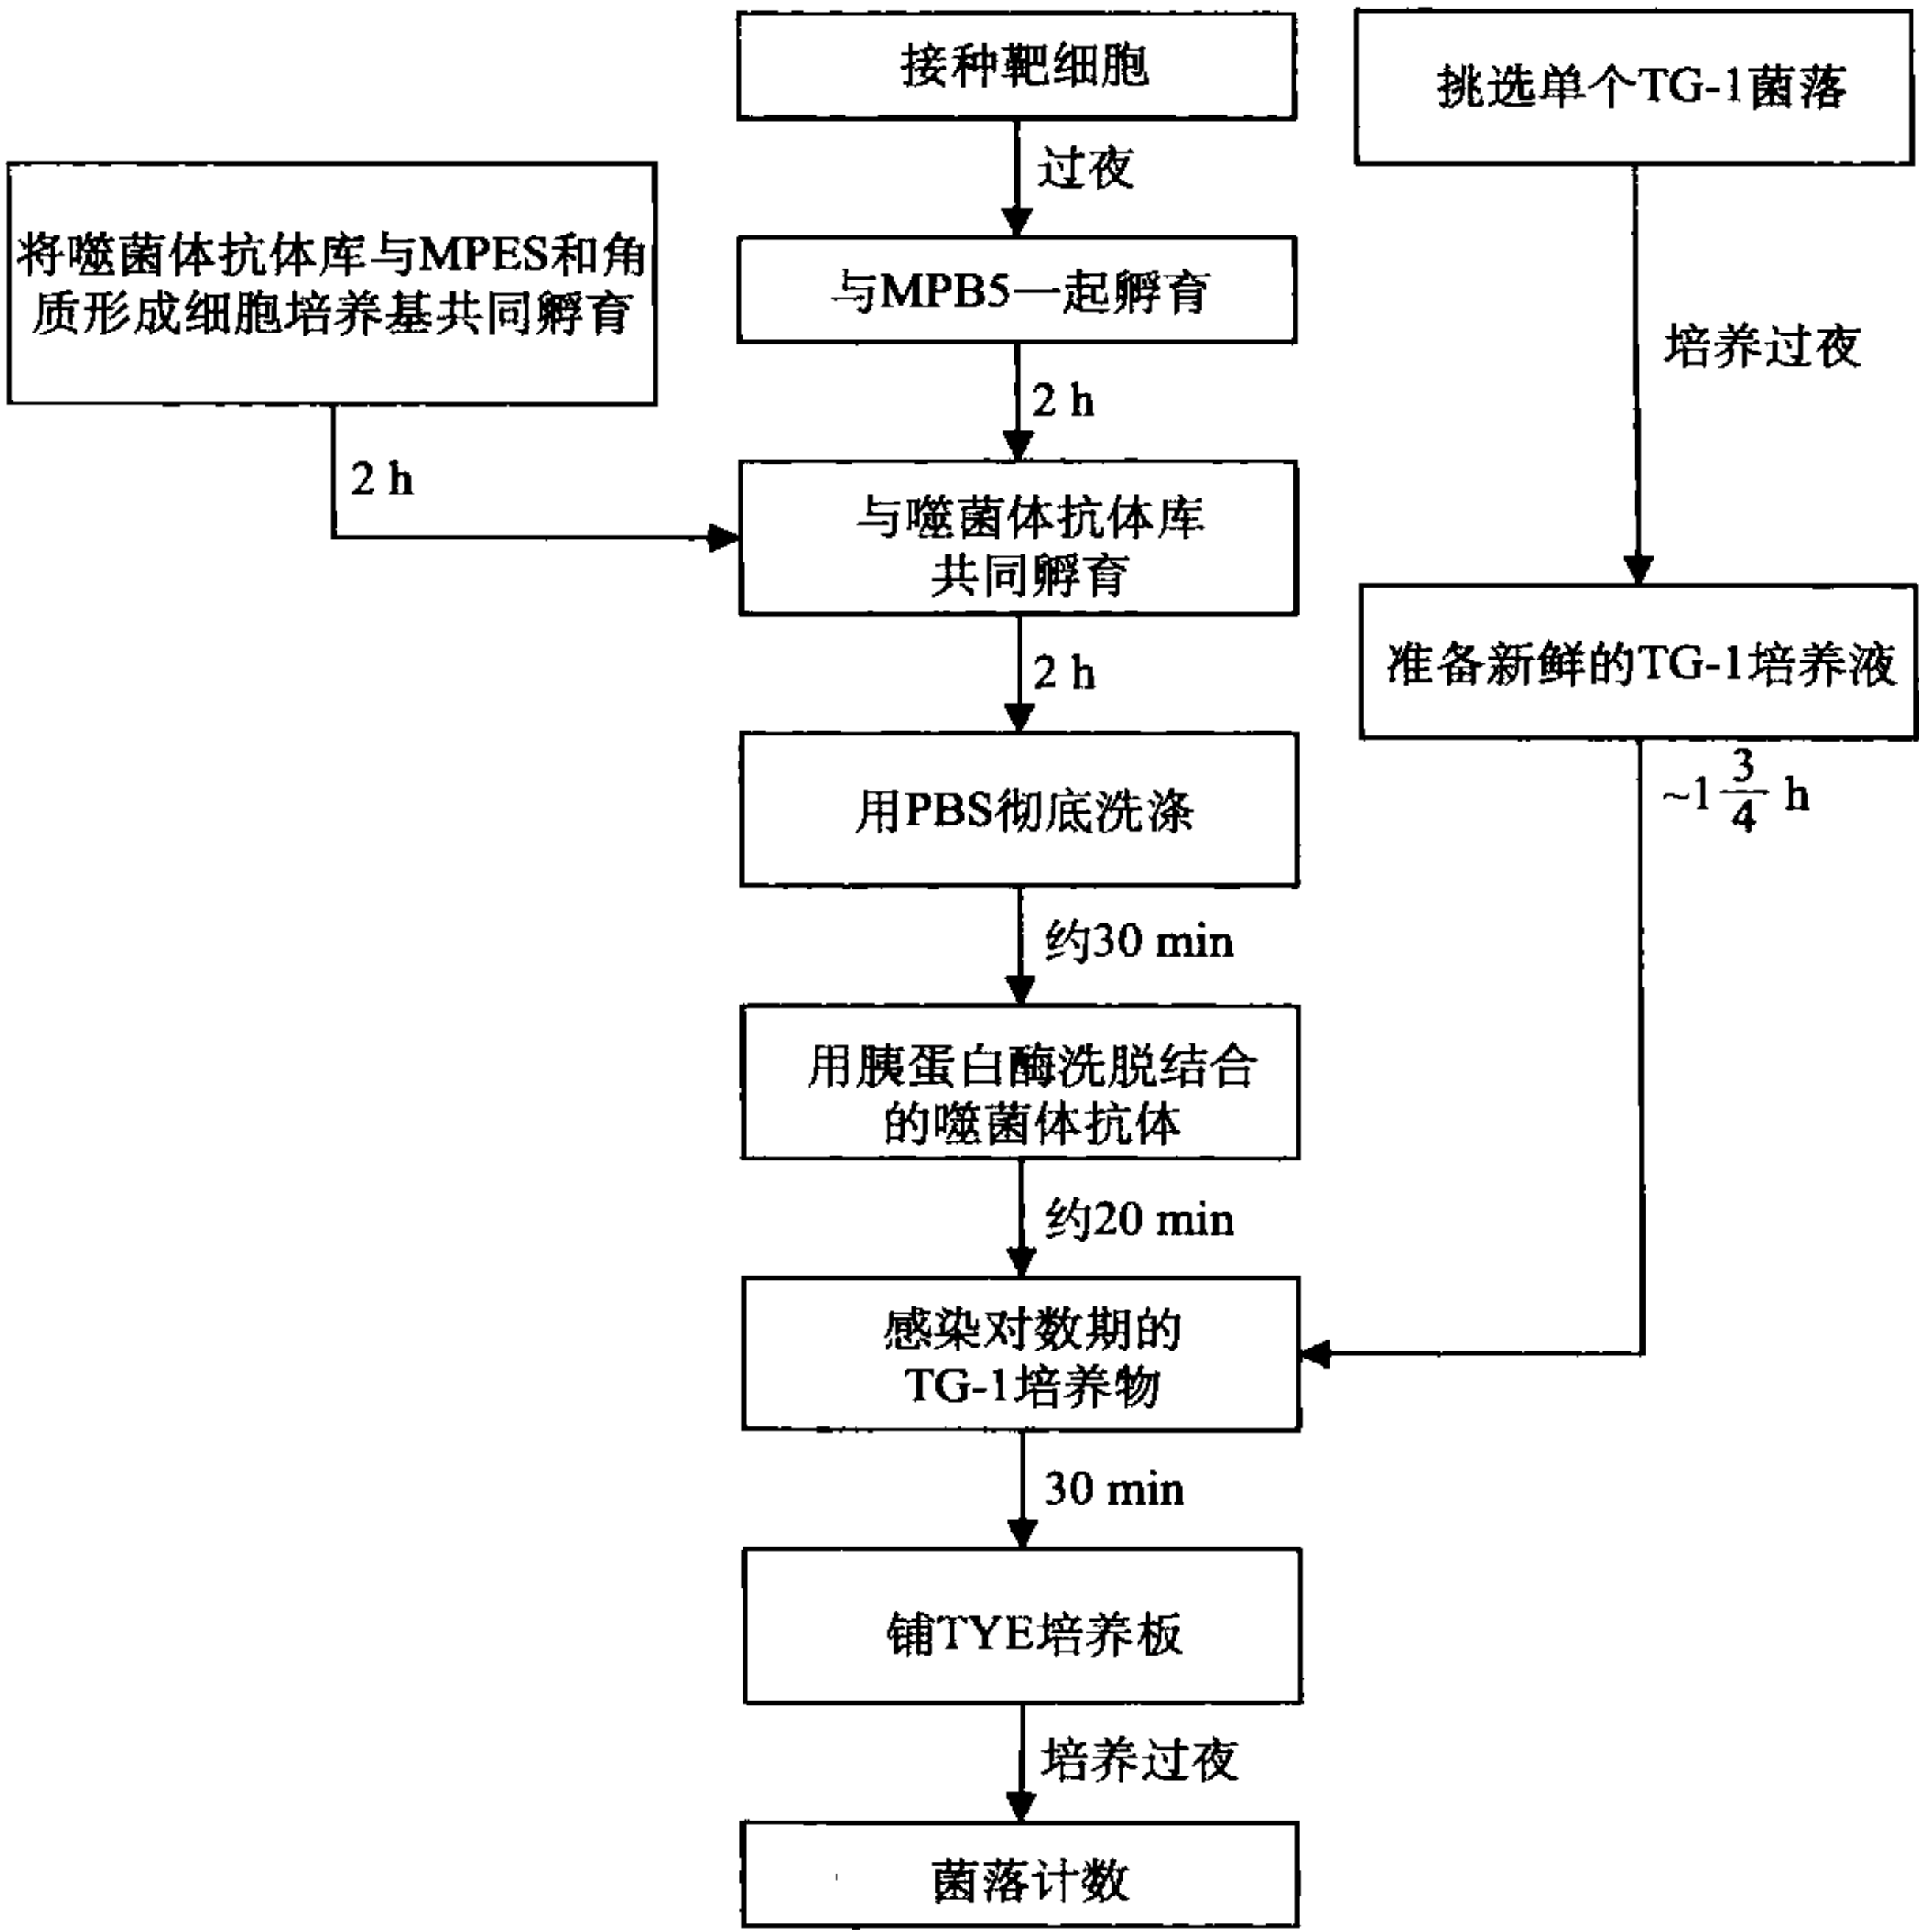 接种靶细胞
挑选单个TG-1菌落
过夜
将噬菌体抗体库与MPES和角
质形成细胞培养基共同孵育
与MPB5一起孵育
培养过夜
2 h
2 h
与噬菌体抗体库
共同孵育
准备新鲜的TG-1培养液
2 h
~1 3/4 h
用PBS彻底洗涤
约30 min
用胰蛋白酶洗脱结合
的噬菌体抗体
约20 min
感染对数期的
TG-1培养物
30 min
铺TYE培养板
培养过夜
菌落计数